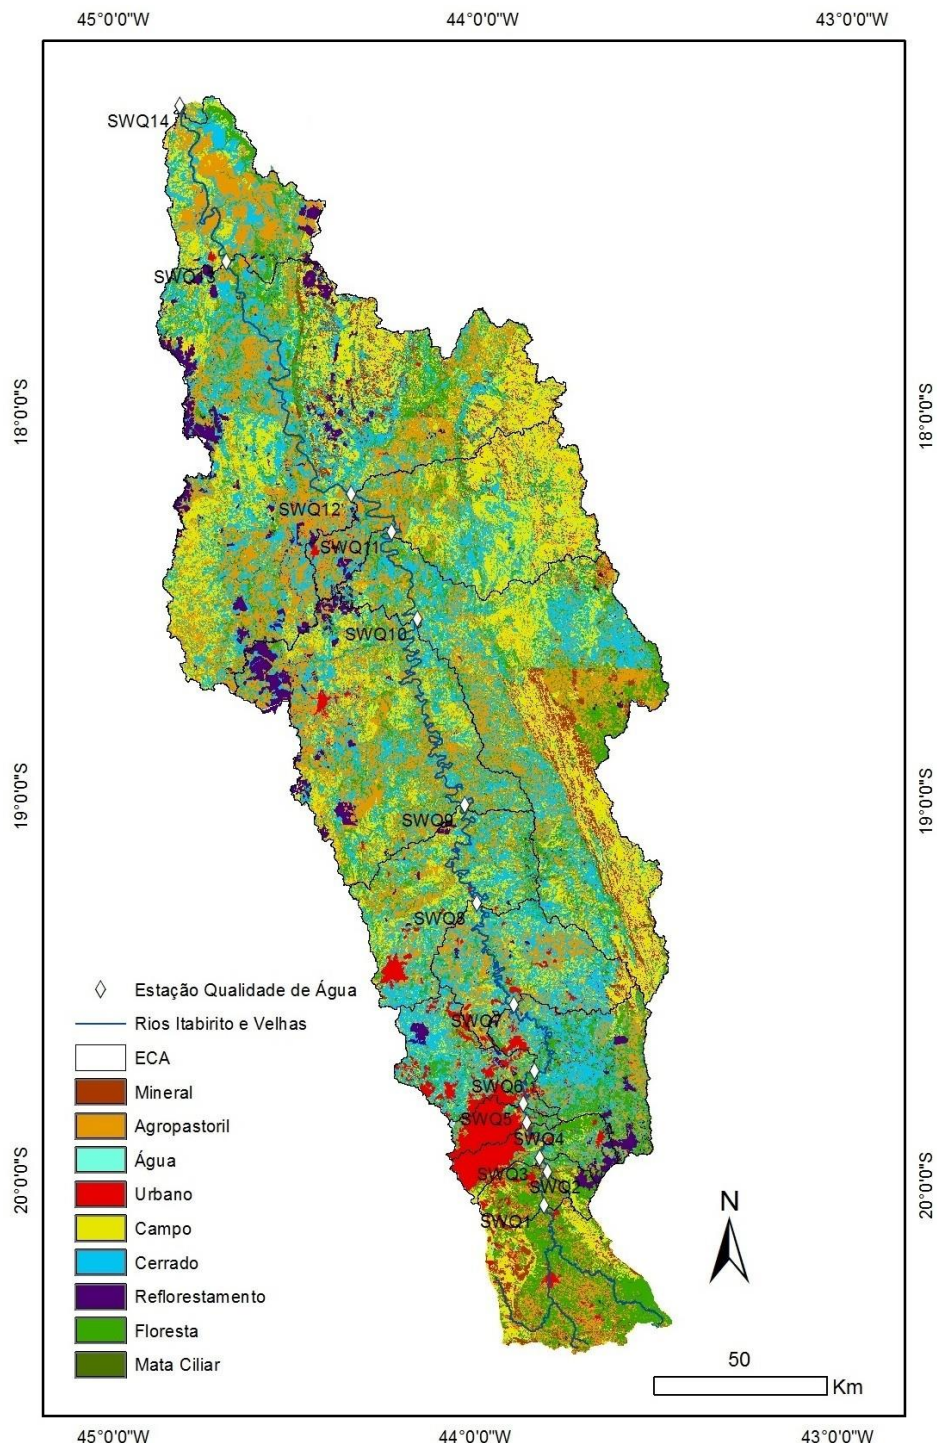 45°0'0"W 44°0'0"W 43°0'0"W
SWQ14
SWQ13
18°0'0"S 18°0'0"S
SWQ12
SWQ11
SWQ10
19°0'0"S 19°0'0"S
SWQ9
SWQ8
Estação Qualidade de Água
Rios Itabirito e Velhas
SWQ7
ECA
SWQ6
Mineral
SWQ5
Agropastoril
SWQ4
Água
SWQ3
SWQ2
20°0'0"S 20°0'0"S
Urbano
SWQ1
N
Campo
Cerrado
Reflorestamento
Floresta
Mata Ciliar
50
Km
45°0'0"W 44°0'0"W 43°0'0"W